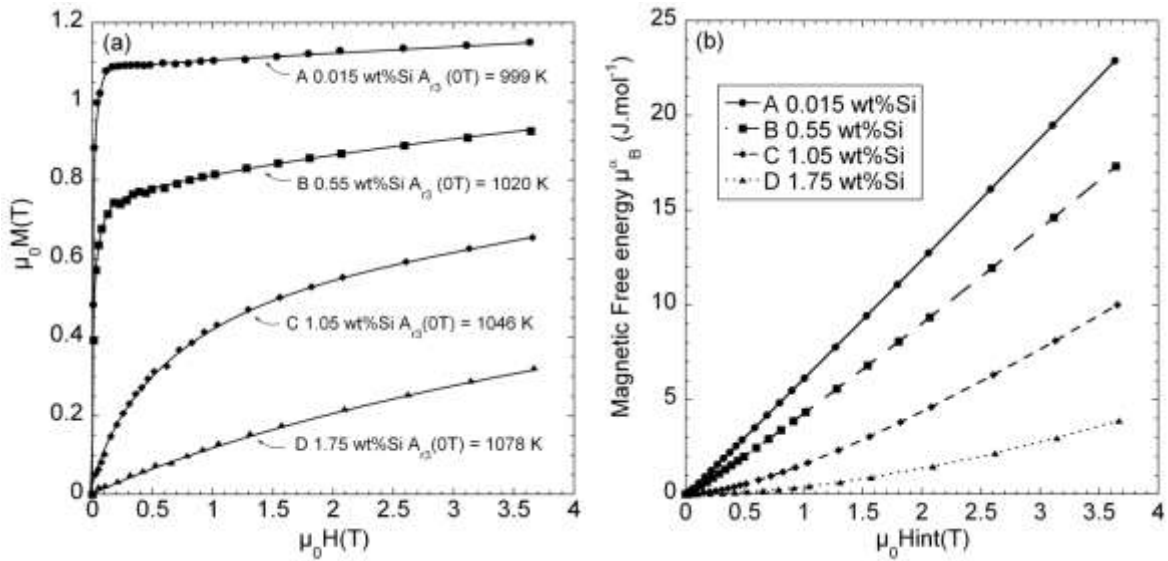 (a)
1.2
1
0.8
0.6
0.4
0.2
0
μ₀M(T)
A 0.015 wt%Si Aᵣ₃ (0T) = 999 K
B 0.55 wt%Si Aᵣ₃ (0T) = 1020 K
C 1.05 wt%Si Aᵣ₃(0T) = 1046 K
D 1.75 wt%Si Aᵣ₃(0T) = 1078 K
0 0.5 1 1.5 2 2.5 3 3.5 4
μ₀H(T)
(b)
25
20
15
10
5
0
Magnetic Free energy μᵅ_B (J.mol⁻¹)
A 0.015 wt%Si
B 0.55 wt%Si
C 1.05 wt%Si
D 1.75 wt%Si
0 0.5 1 1.5 2 2.5 3 3.5 4
μ₀Hint(T)